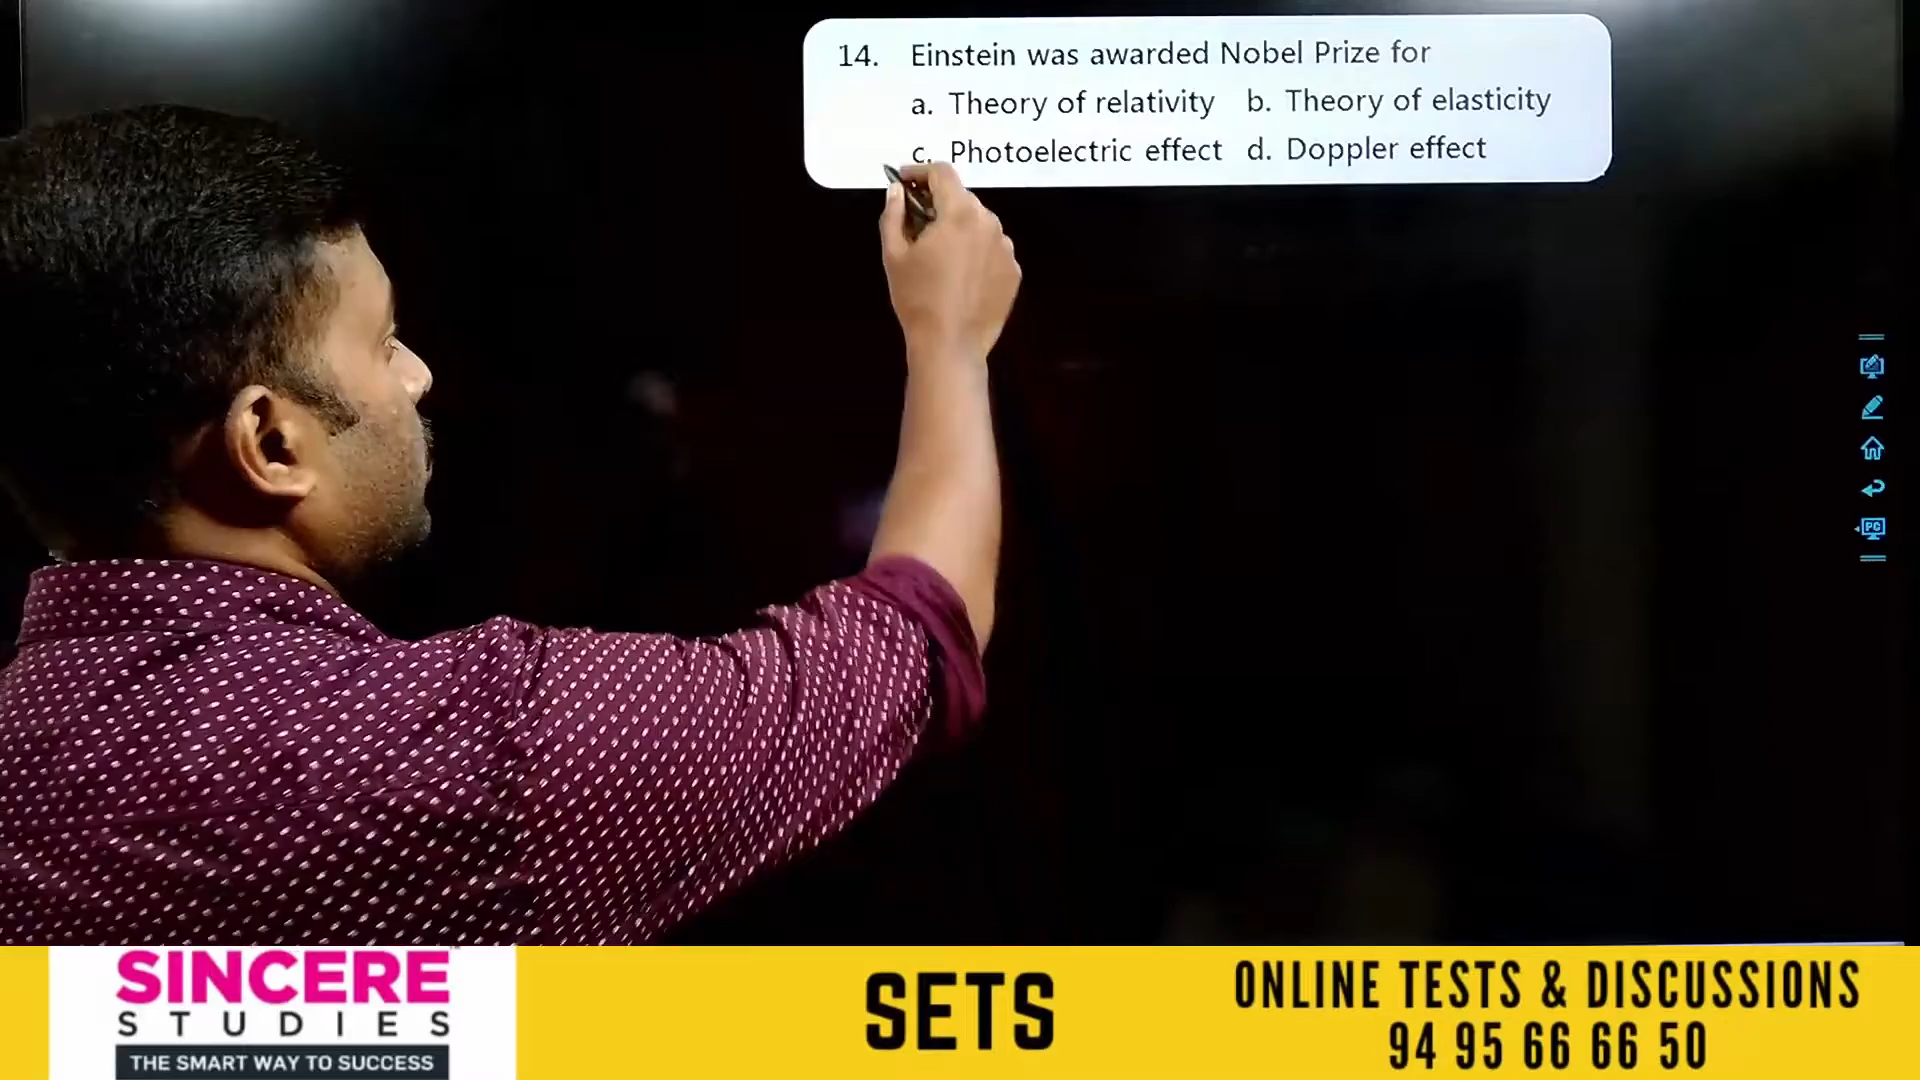 14. Einstein was awarded Nobel Prize for
a. Theory of relativity b. Theory of elasticity
c. Photoelectric effect d. Doppler effect
PC
SINCERE
STUDIES
THE SMART WAY TO SUCCESS
SETS
ONLINE TESTS & DISCUSSIONS
94 95 66 66 50